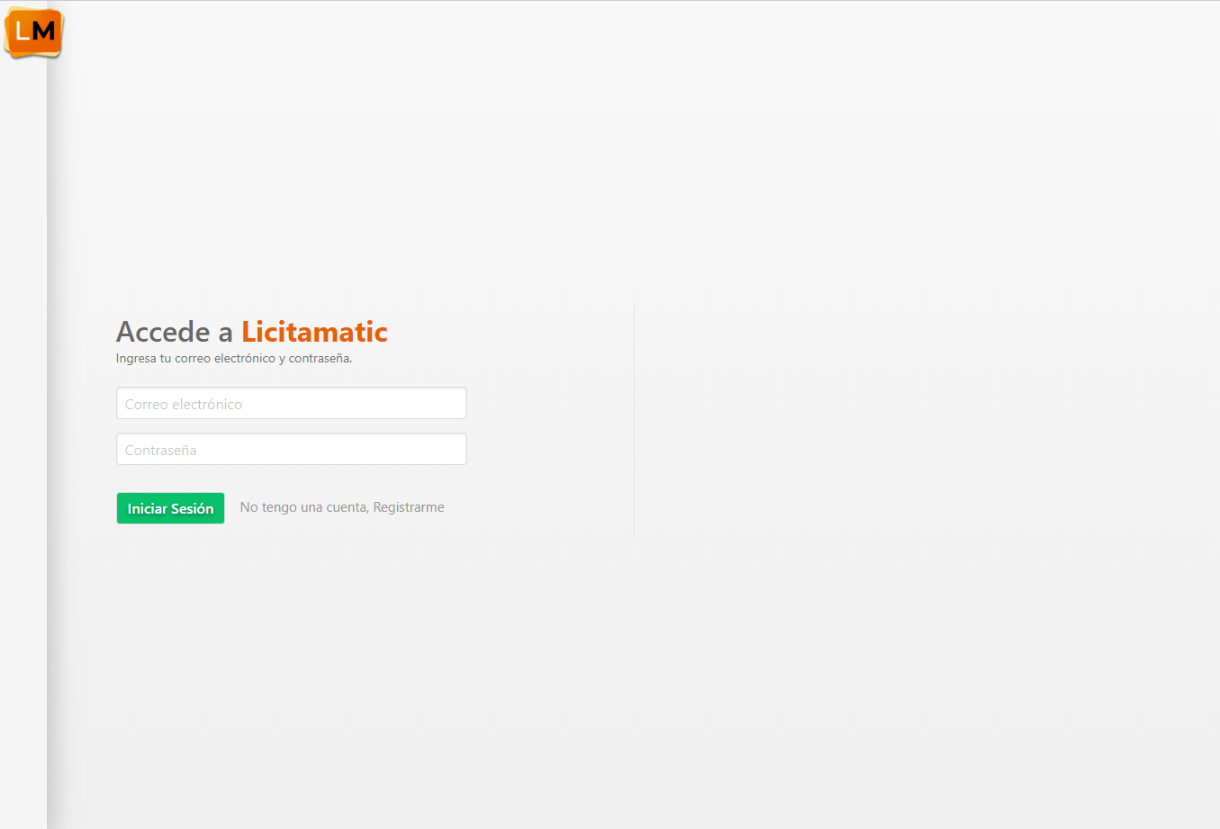 LM
Accede a Licitamatic
Ingresa tu correo electrónico y contraseña.
Correo electrónico
Contraseña
Iniciar Sesión No tengo una cuenta, Registrarme